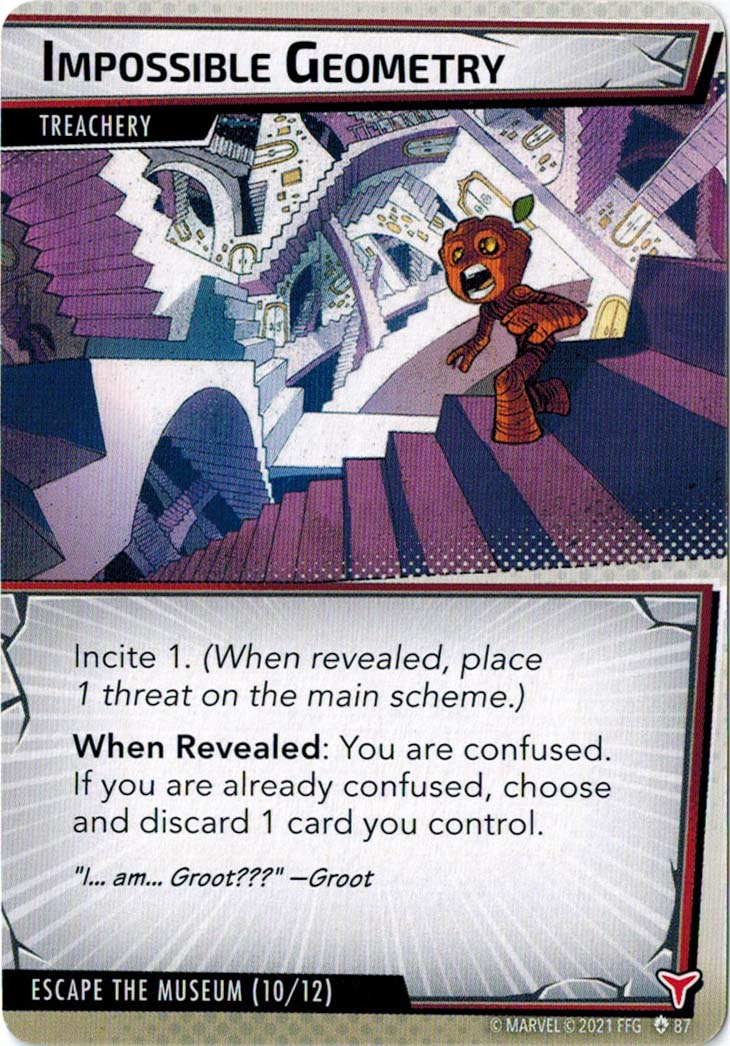 IMPOSSIBLE GEOMETRY
TREACHERY
Incite 1. (When revealed, place
1 threat on the main scheme.)
When Revealed: You are confused.
If you are already confused, choose
and discard 1 card you control.
"I... am... Groot???" —Groot
ESCAPE THE MUSEUM (10/12)
© MARVEL © 2021 FFG 87